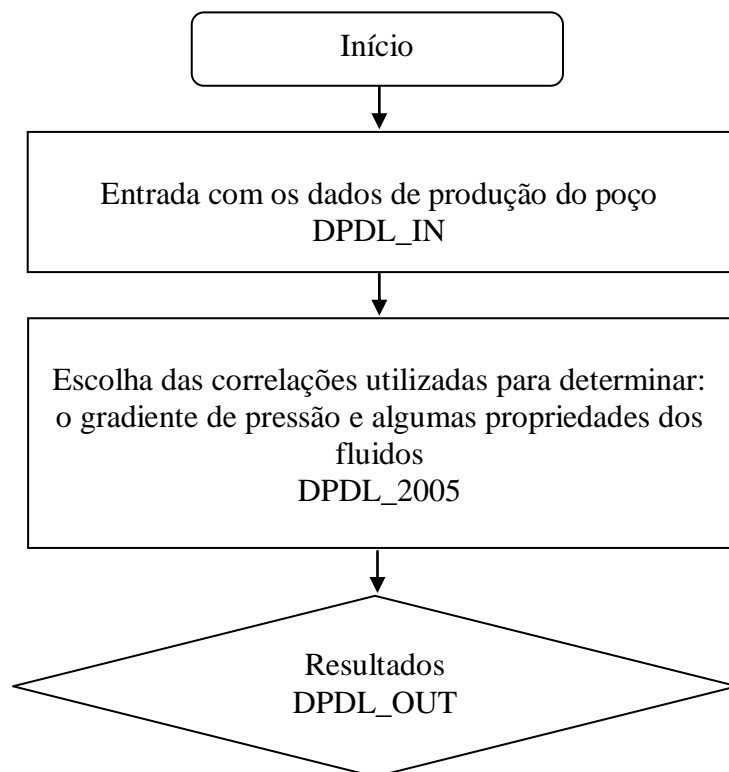 Início
Entrada com os dados de produção do poço
DPDL_IN
Escolha das correlações utilizadas para determinar:
o gradiente de pressão e algumas propriedades dos
fluidos
DPDL_2005
Resultados
DPDL_OUT